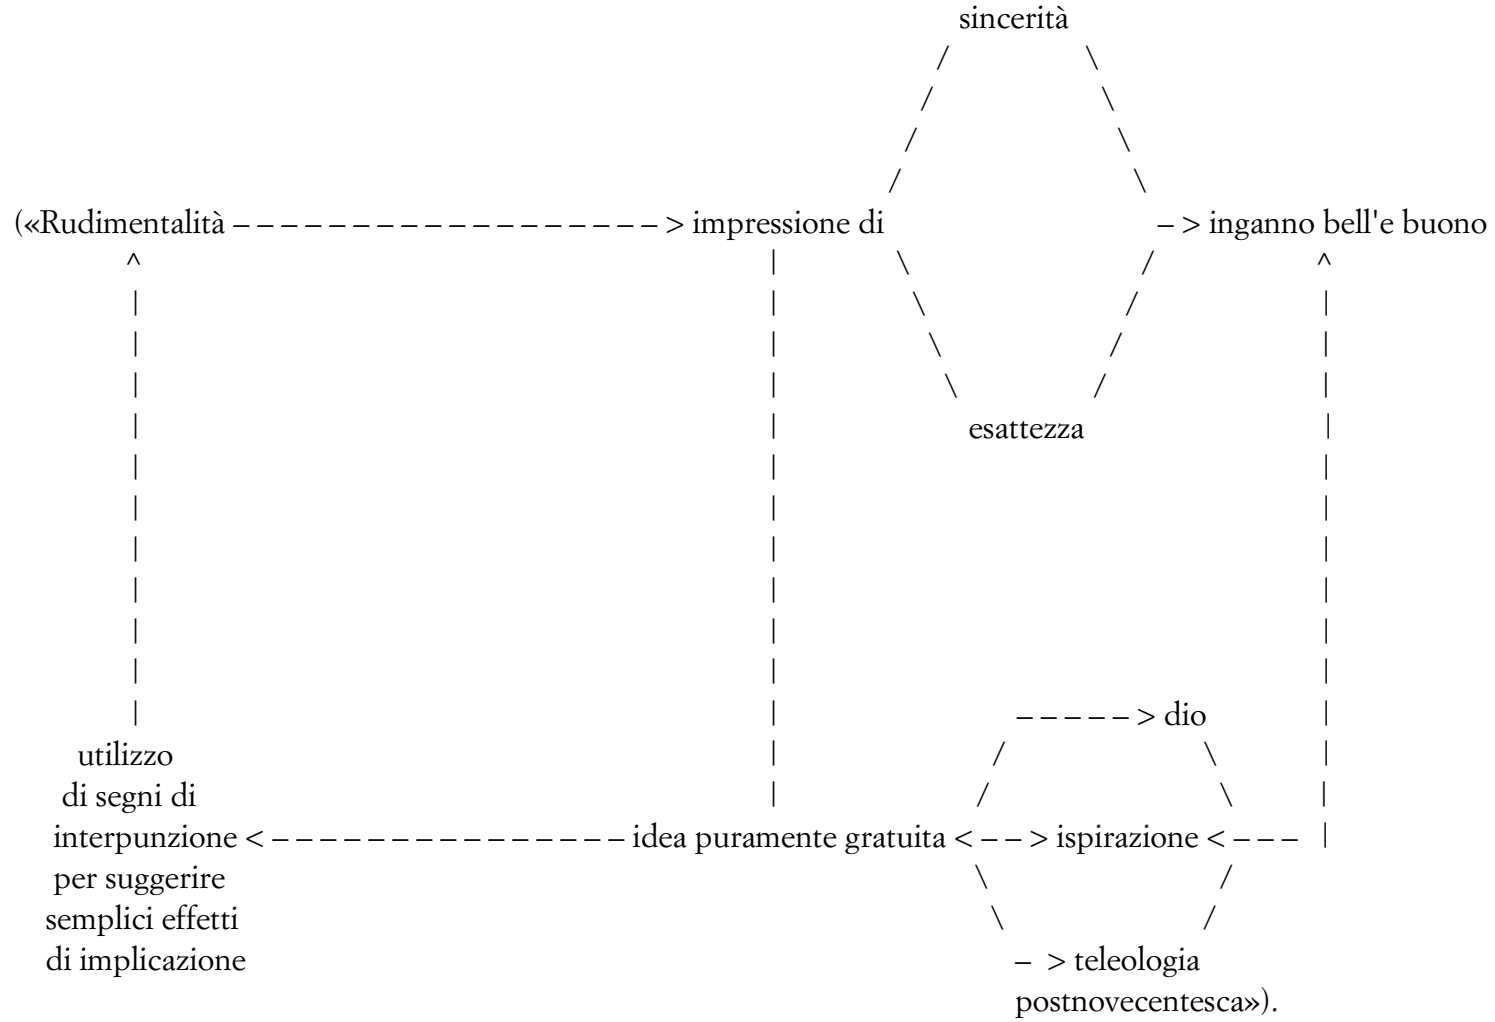 sincerità
(«Rudimentalità – – – – – – – – – – – – – – – – – – > impressione di – > inganno bell'e buono
esattezza
– – – – – > dio
utilizzo
di segni di
interpunzione < – – – – – – – – – – – – – – – idea puramente gratuita < – – > ispirazione < – – –
per suggerire
semplici effetti
di implicazione
– > teleologia
postnovecentesca»).